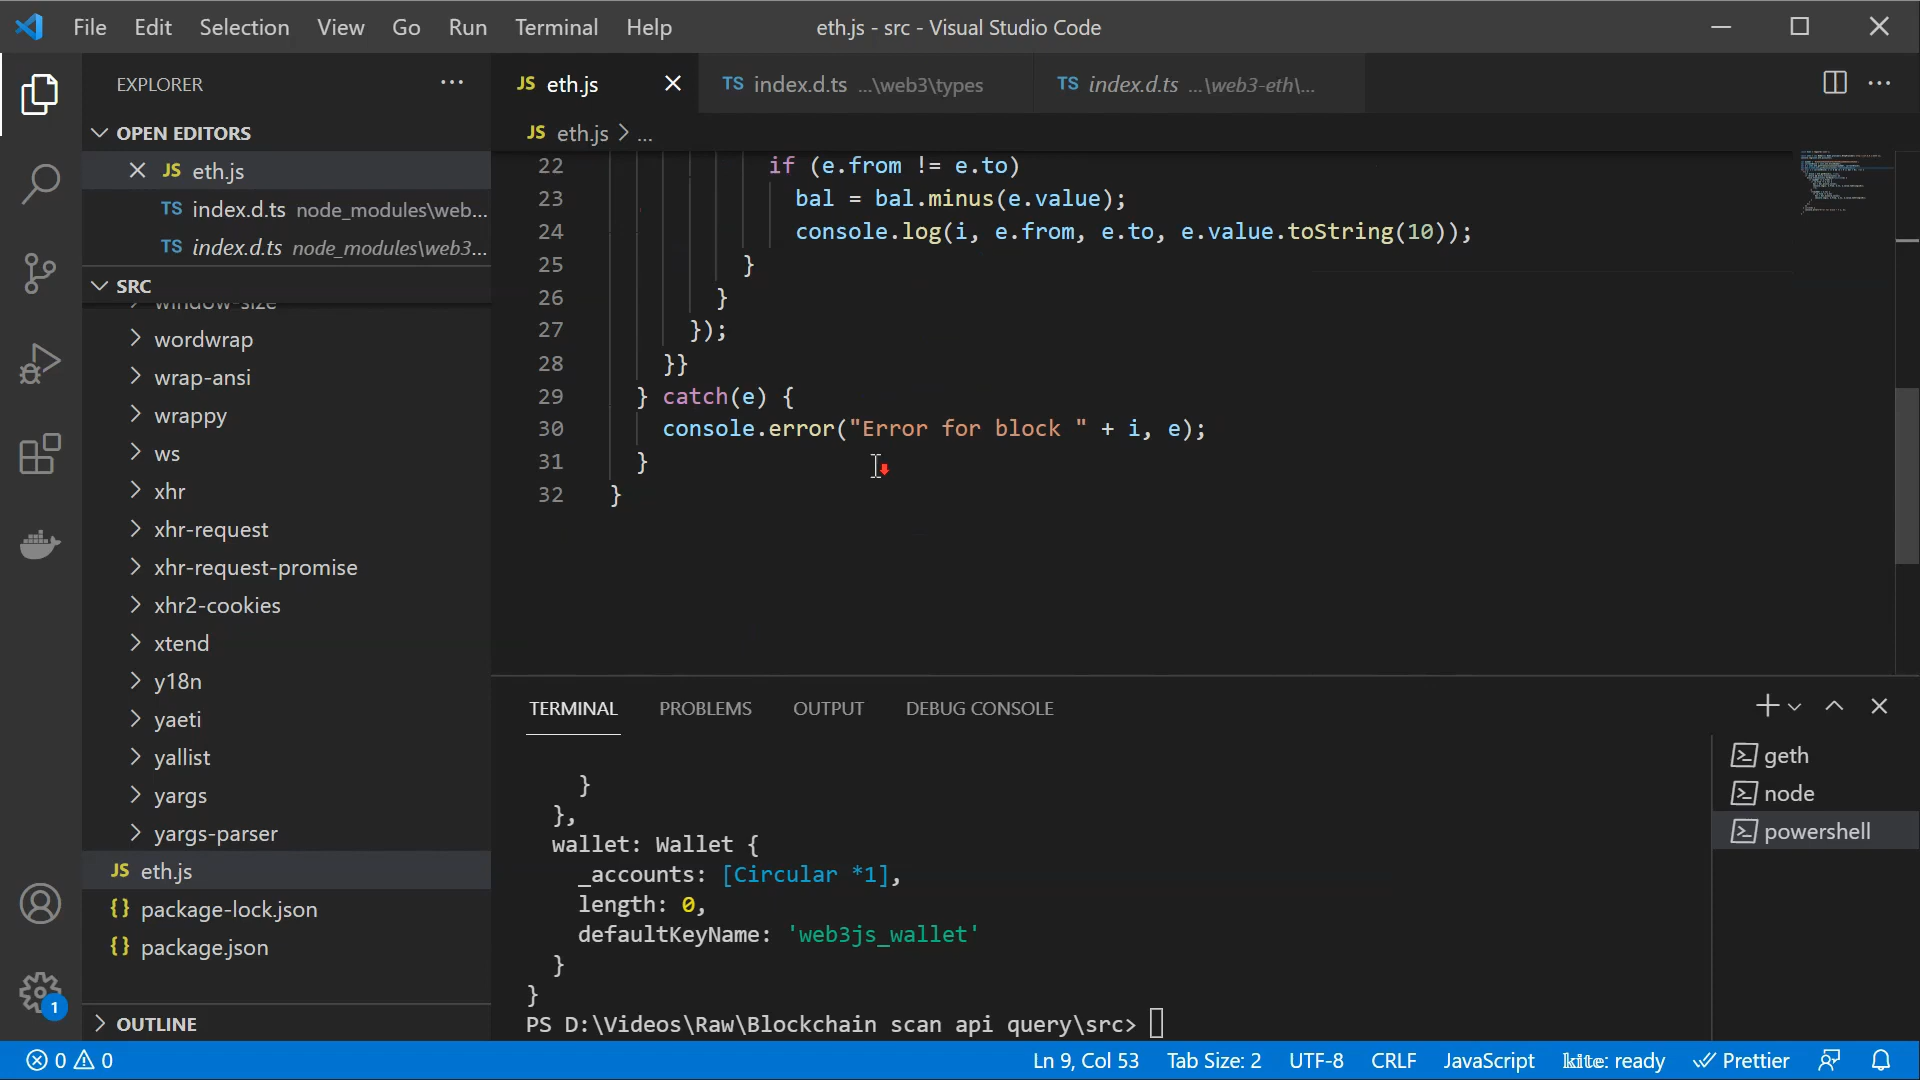 File Edit Selection View Go Run Terminal Help eth.js - src - Visual Studio Code
EXPLORER ...
JS eth.js TS index.d.ts ...\web3\types TS index.d.ts ...\web3-eth\...
OPEN EDITORS
JS eth.js > ...
JS eth.js
TS index.d.ts node_modules\web...
TS index.d.ts node_modules\web3...
SRC
window-size
wordwrap
wrap-ansi
wrappy
ws
xhr
xhr-request
xhr-request-promise
xhr2-cookies
xtend
y18n
yaeti
yallist
yargs
yargs-parser
JS eth.js
{} package-lock.json
{} package.json
OUTLINE
22 if (e.from != e.to)
23 bal = bal.minus(e.value);
24 console.log(i, e.from, e.to, e.value.toString(10));
25 }
26 }
27 });
28 }}
29 } catch(e) {
30 console.error("Error for block " + i, e);
31 }
32 }
TERMINAL PROBLEMS OUTPUT DEBUG CONSOLE
}
},
wallet: Wallet {
_accounts: [Circular *1],
length: 0,
defaultKeyName: 'web3js_wallet'
}
}
PS D:\Videos\Raw\Blockchain scan api query\src>
geth
node
powershell
1
0 0 Ln 9, Col 53 Tab Size: 2 UTF-8 CRLF JavaScript kite: ready Prettier